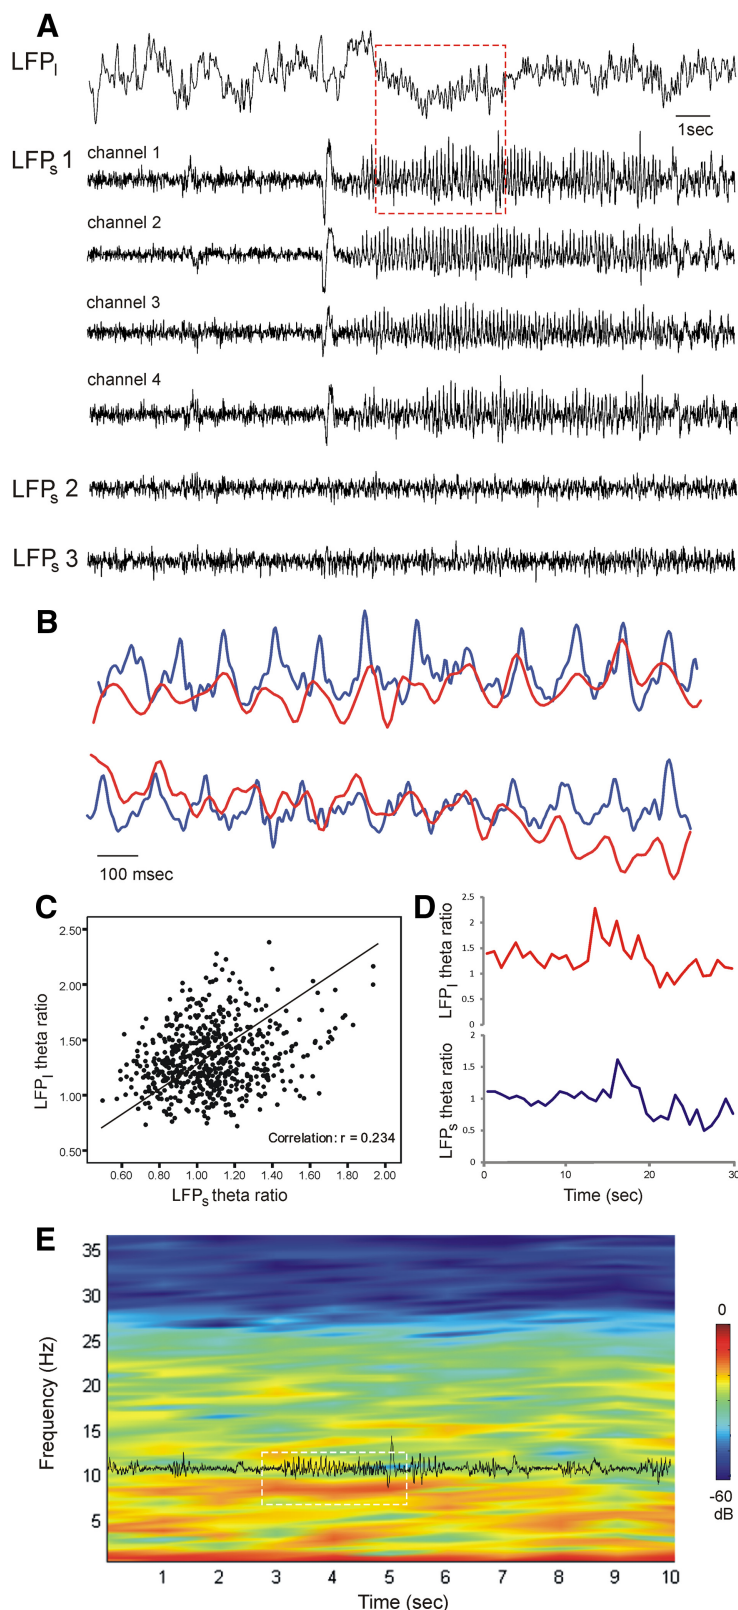 A
LFPl
1sec
LFPs1
channel 1
channel 2
channel 3
channel 4
LFPs 2
LFPs 3
B
100 msec
C
2.50
2.00
1.50
1.00
0.50
LFPl theta ratio
Correlation: r = 0.234
0.60 0.80 1.00 1.20 1.40 1.60 1.80 2.00
LFPs theta ratio
D
2.5
2
1.5
1
0.5
0
LFPl theta ratio
2
1.5
1
0.5
0
LFPs theta ratio
0 10 20 30
Time (sec)
E
35
30
25
20
15
10
5
Frequency (Hz)
1 2 3 4 5 6 7 8 9 10
Time (sec)
0
-60
dB